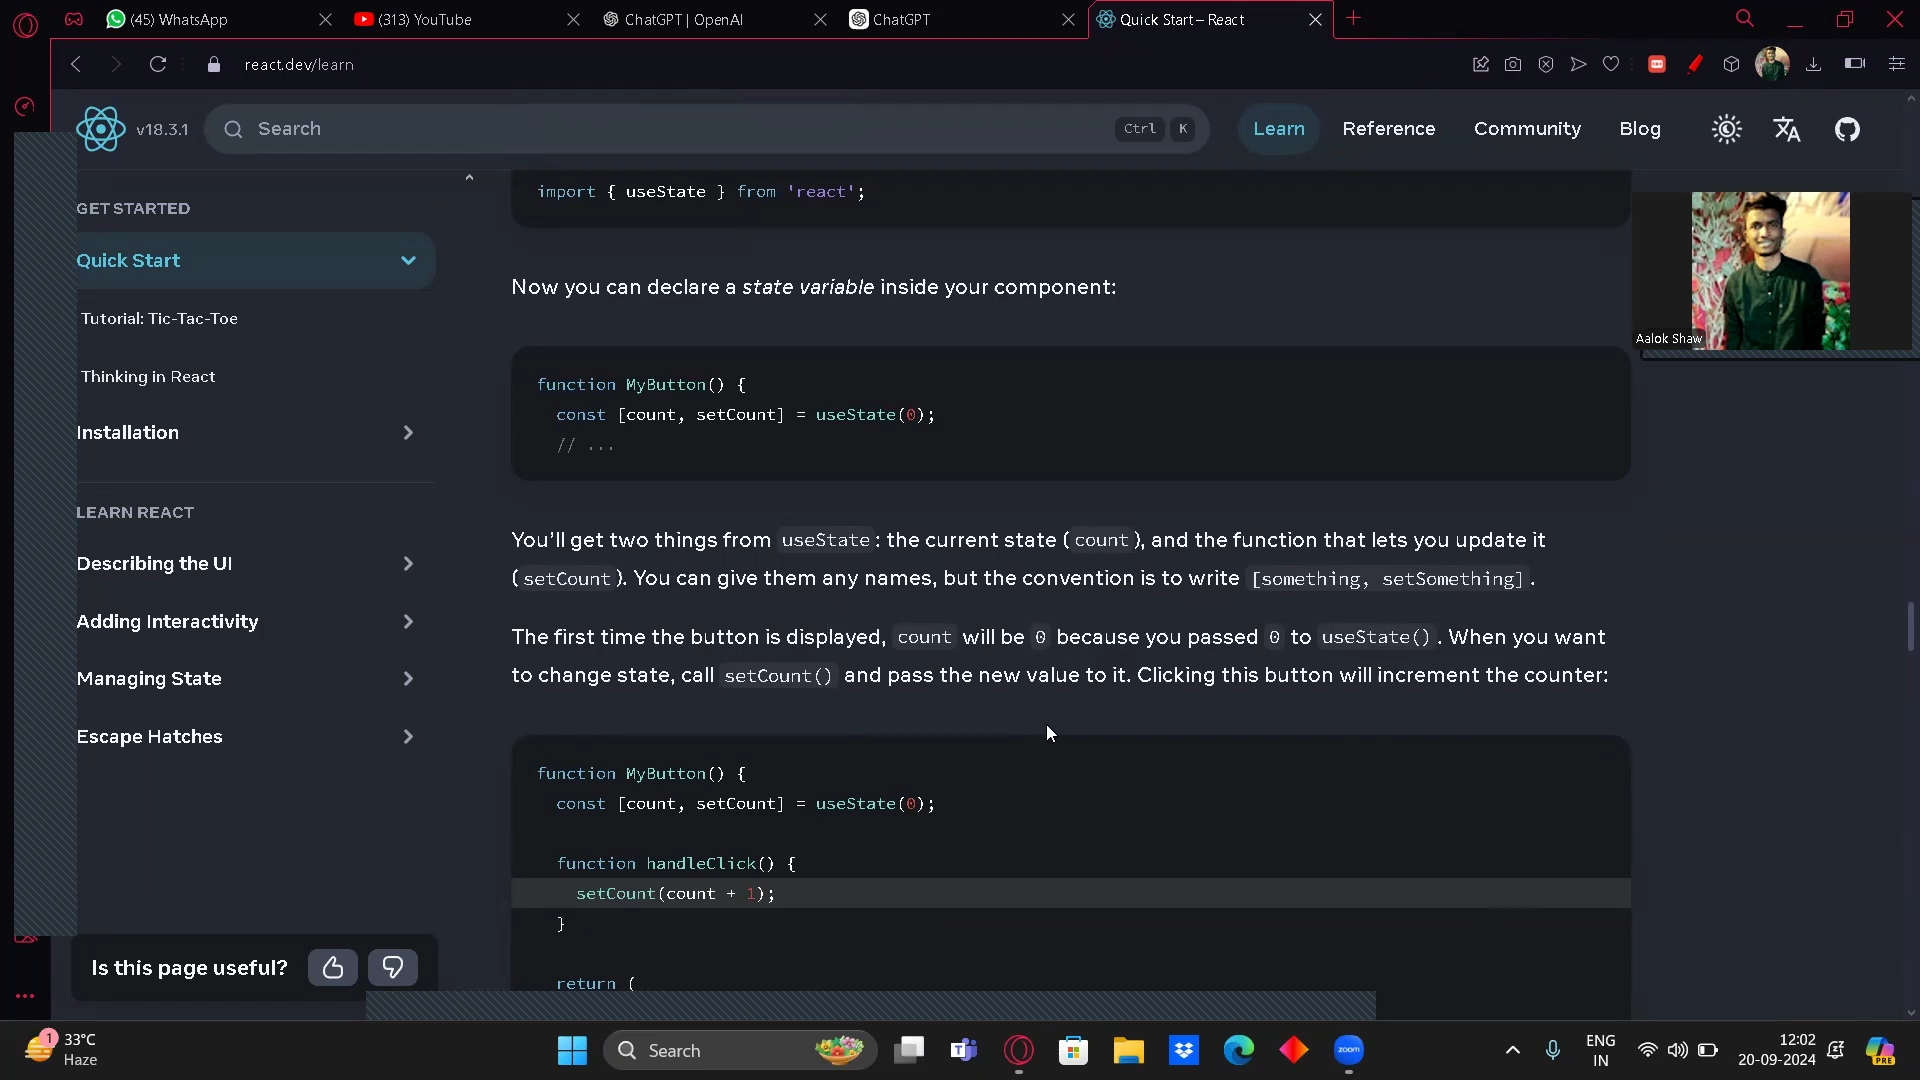 (45) WhatsApp
(313) YouTube
ChatGPT | OpenAI
ChatGPT
Quick Start – React
react.dev/learn
v18.3.1
Search
Ctrl K
Learn
Reference
Community
Blog
GET STARTED
Quick Start
Tutorial: Tic-Tac-Toe
Thinking in React
Installation
LEARN REACT
Describing the UI
Adding Interactivity
Managing State
Escape Hatches
Is this page useful?
import { useState } from 'react';
Now you can declare a state variable inside your component:
function MyButton() {
const [count, setCount] = useState(0);
// ...
You’ll get two things from useState: the current state (count), and the function that lets you update it
(setCount). You can give them any names, but the convention is to write [something, setSomething].
The first time the button is displayed, count will be 0 because you passed 0 to useState(). When you want
to change state, call setCount() and pass the new value to it. Clicking this button will increment the counter:
function MyButton() {
const [count, setCount] = useState(0);
function handleClick() {
setCount(count + 1);
}
return (
Aalok Shaw
1
33°C
Haze
Search
zoom
ENG
IN
12:02
20-09-2024
PRE